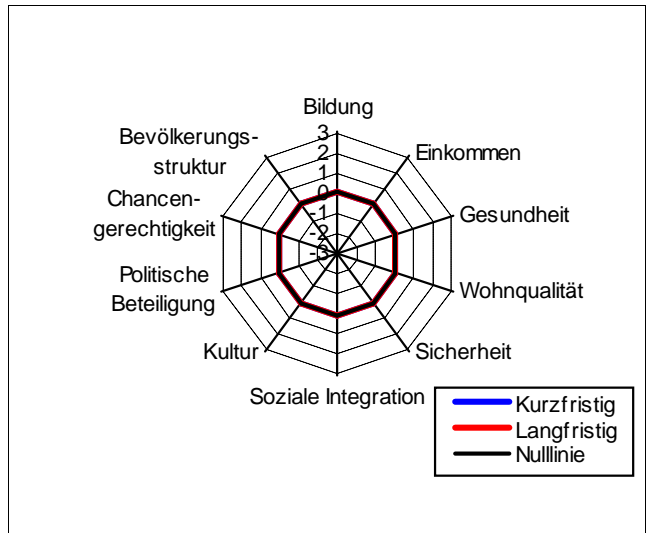 Bildung
Bevölkerungs-
struktur
Einkommen
Chancen-
gerechtigkeit
Gesundheit
Politische
Beteiligung
Wohnqualität
Kultur
Sicherheit
Soziale Integration
3
2
1
0
-1
-2
-3
Kurzfristig
Langfristig
Nulllinie